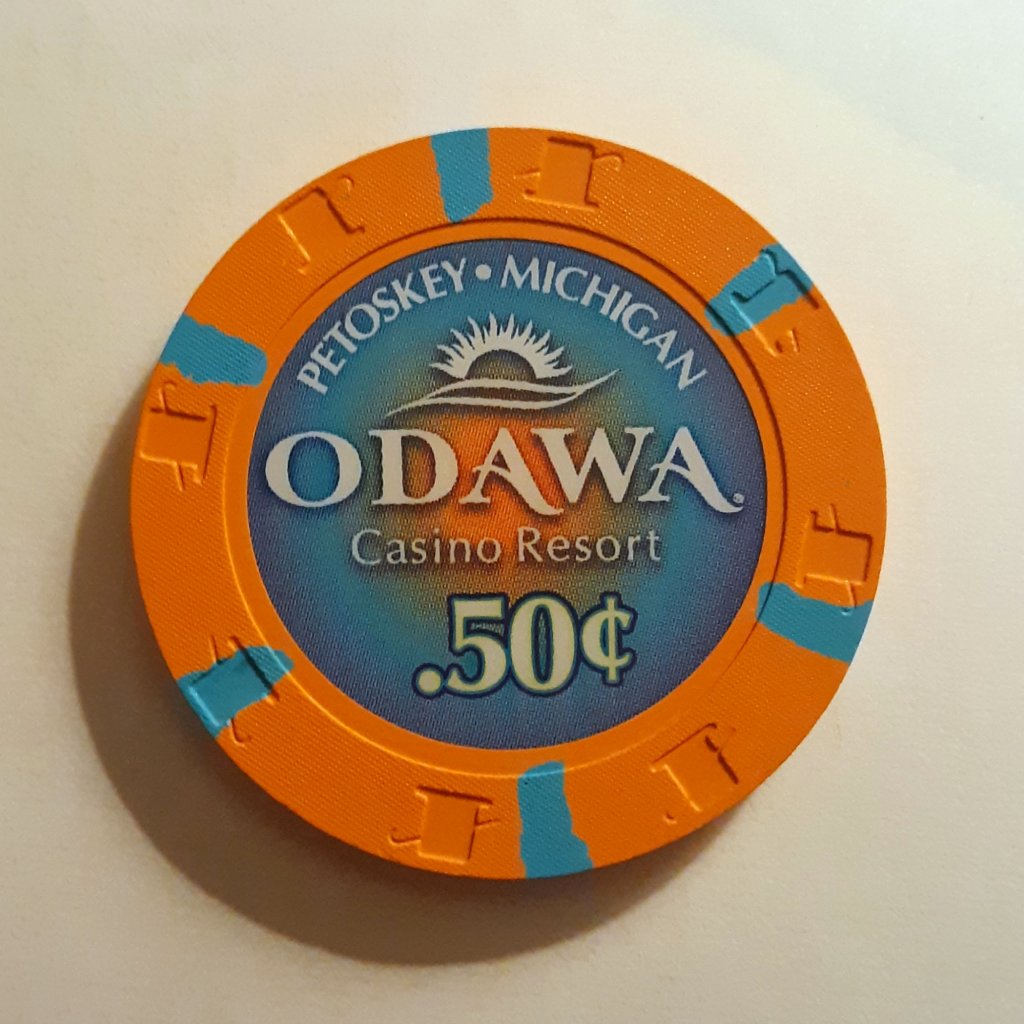 PETOSKEY • MICHIGAN
ODAWA
Casino Resort
.50¢